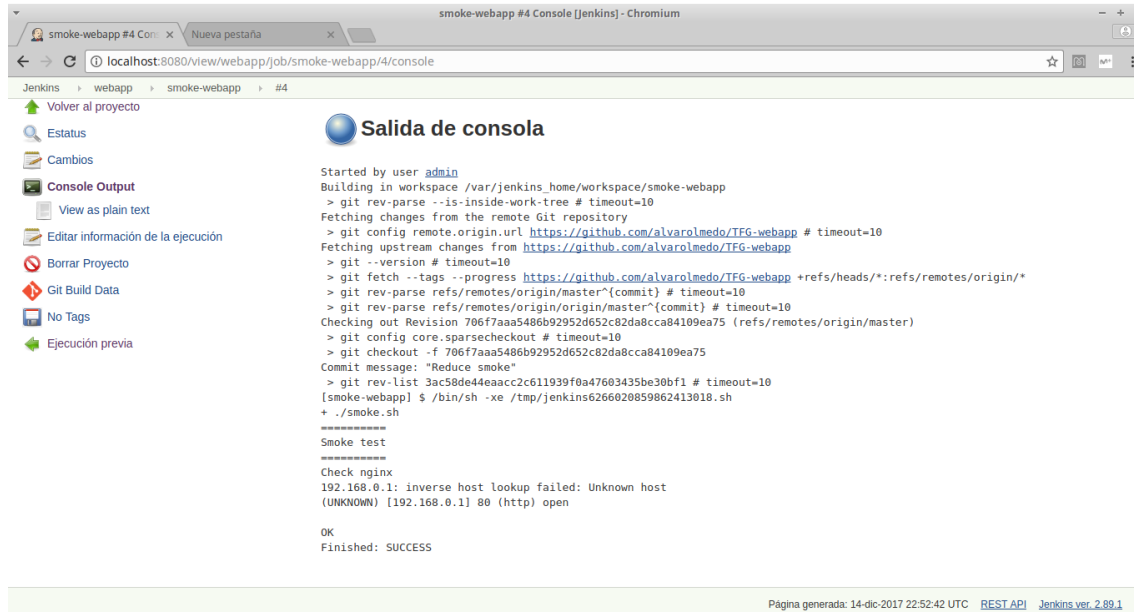 smoke-webapp #4 Console [Jenkins] - Chromium
smoke-webapp #4 Con
Nueva pestaña
localhost:8080/view/webapp/job/smoke-webapp/4/console
Jenkins
webapp
smoke-webapp
#4
Volver al proyecto
Estatus
Cambios
Console Output
View as plain text
Editar información de la ejecución
Borrar Proyecto
Git Build Data
No Tags
Ejecución previa
Salida de consola
Started by user admin
Building in workspace /var/jenkins_home/workspace/smoke-webapp
> git rev-parse --is-inside-work-tree # timeout=10
Fetching changes from the remote Git repository
> git config remote.origin.url https://github.com/alvarolmedo/TFG-webapp # timeout=10
Fetching upstream changes from https://github.com/alvarolmedo/TFG-webapp
> git --version # timeout=10
> git fetch --tags --progress https://github.com/alvarolmedo/TFG-webapp +refs/heads/*:refs/remotes/origin/*
> git rev-parse refs/remotes/origin/master^{commit} # timeout=10
> git rev-parse refs/remotes/origin/origin/master^{commit} # timeout=10
Checking out Revision 706f7aaa5486b92952d652c82da8cca84109ea75 (refs/remotes/origin/master)
> git config core.sparsecheckout # timeout=10
> git checkout -f 706f7aaa5486b92952d652c82da8cca84109ea75
Commit message: "Reduce smoke"
> git rev-list 3ac58de44eaacc2c611939f0a47603435be30bf1 # timeout=10
[smoke-webapp] $ /bin/sh -xe /tmp/jenkins6266020859862413018.sh
+ ./smoke.sh
==========
Smoke test
==========
Check nginx
192.168.0.1: inverse host lookup failed: Unknown host
(UNKNOWN) [192.168.0.1] 80 (http) open
OK
Finished: SUCCESS
Página generada: 14-dic-2017 22:52:42 UTC
REST API
Jenkins ver. 2.89.1